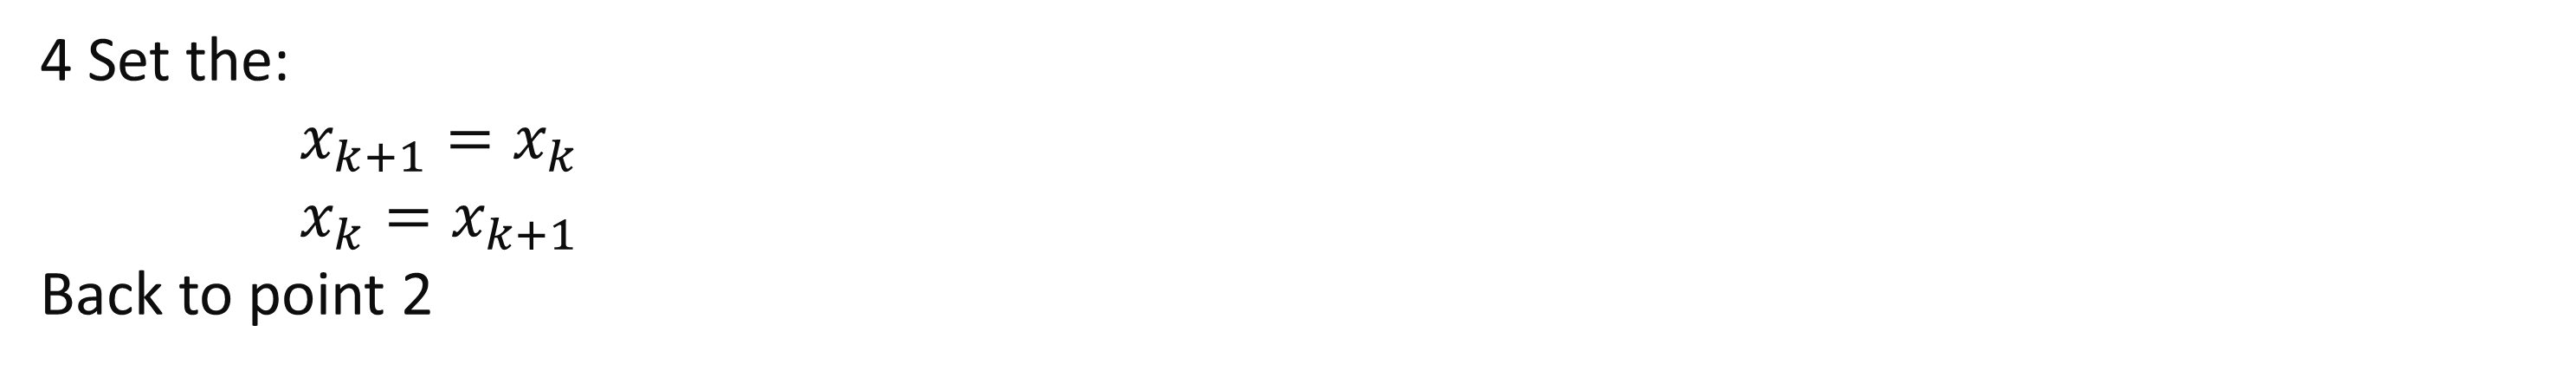 4 Set the:
x_{k+1} = x_k
x_k = x_{k+1}
Back to point 2